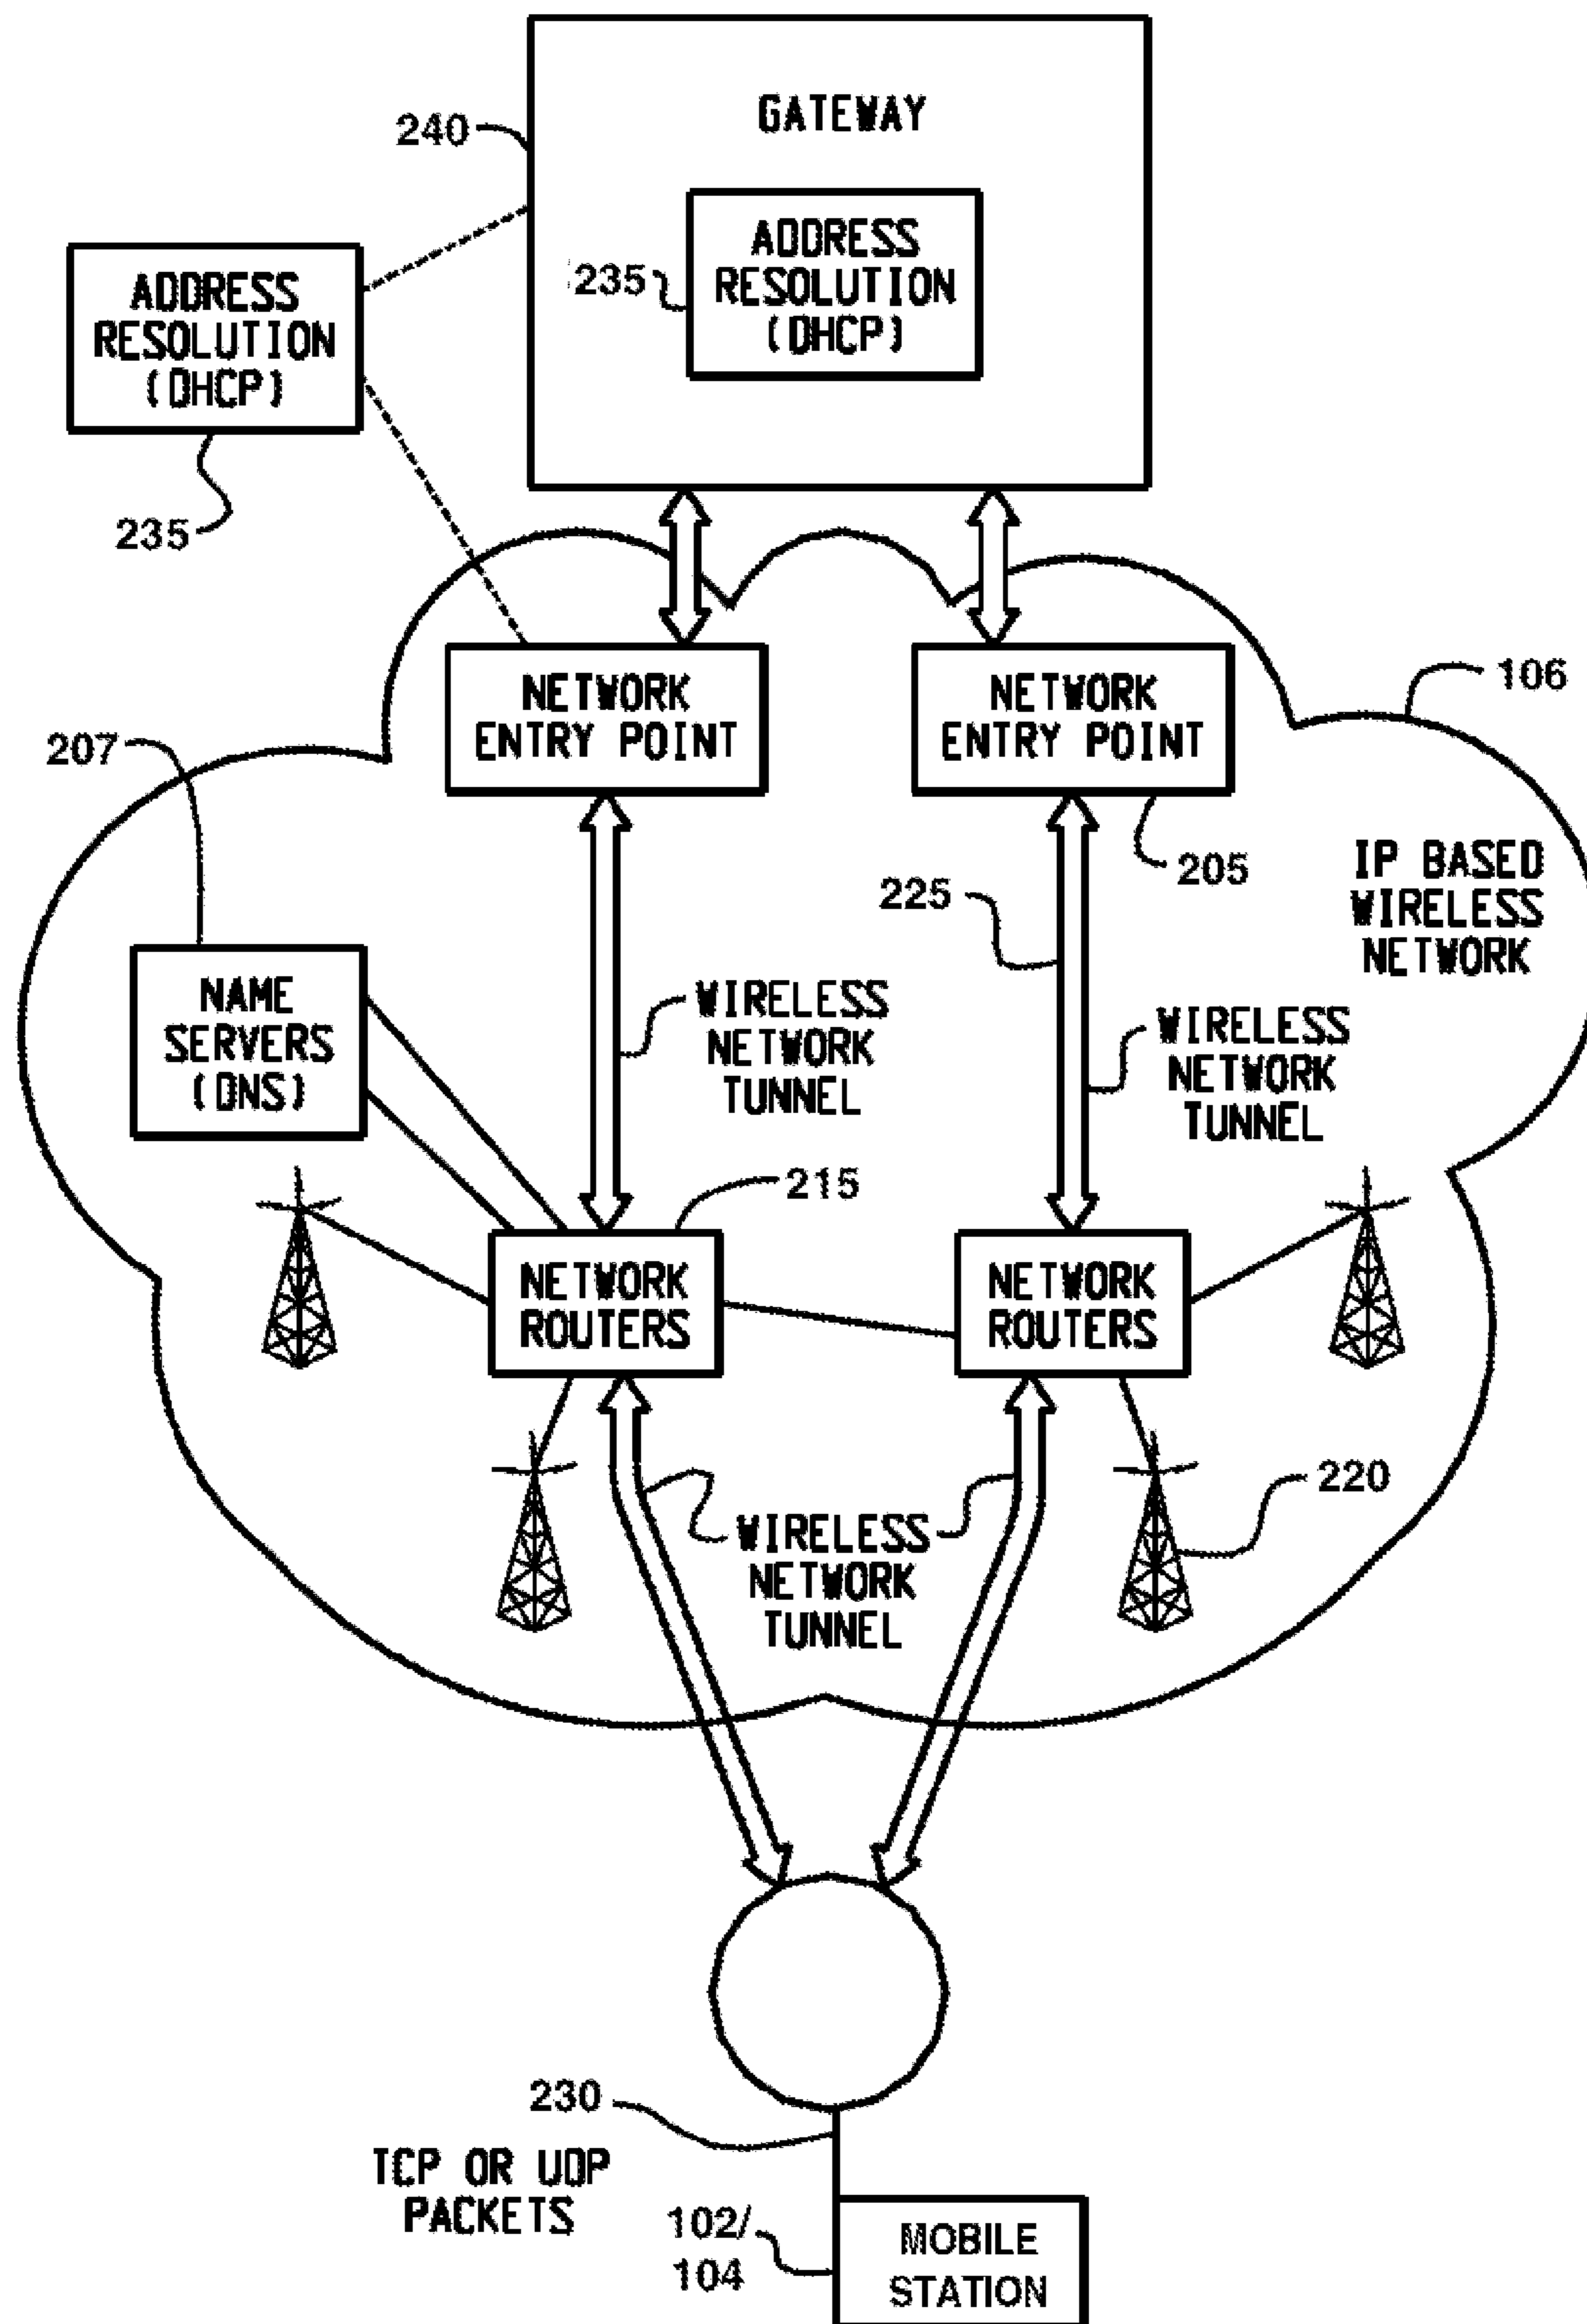 GATEWAY
240
ADDRESS
RESOLUTION
(DHCP)
235
ADDRESS
RESOLUTION
(DHCP)
235
NETWORK
ENTRY POINT
NETWORK
ENTRY POINT
106
207
205
225
IP BASED
WIRELESS
NETWORK
NAME
SERVERS
(DNS)
WIRELESS
NETWORK
TUNNEL
WIRELESS
NETWORK
TUNNEL
215
NETWORK
ROUTERS
NETWORK
ROUTERS
220
WIRELESS
NETWORK
TUNNEL
230
TCP OR UDP
PACKETS
102/
104
MOBILE
STATION